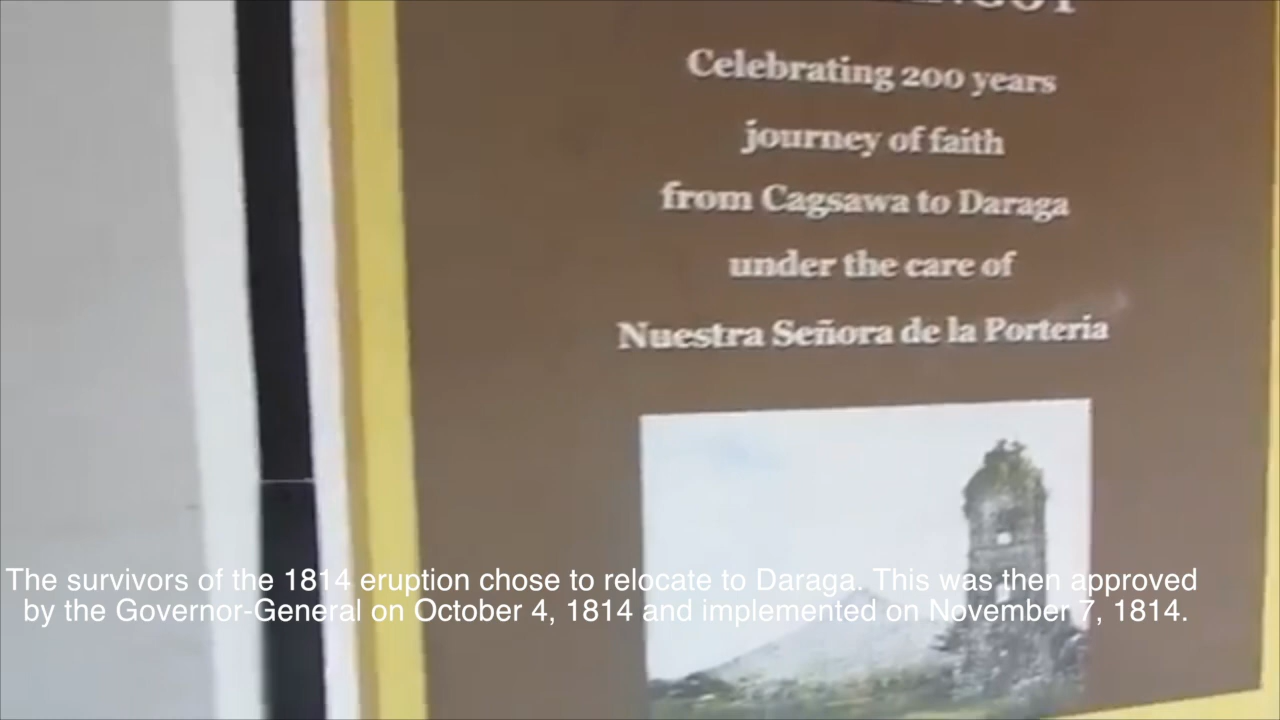 Celebrating 200 years
journey of faith
from Cagsawa to Daraga
under the care of
Nuestra Señora de la Porteria
The survivors of the 1814 eruption chose to relocate to Daraga. This was then approved
by the Governor-General on October 4, 1814 and implemented on November 7, 1814.